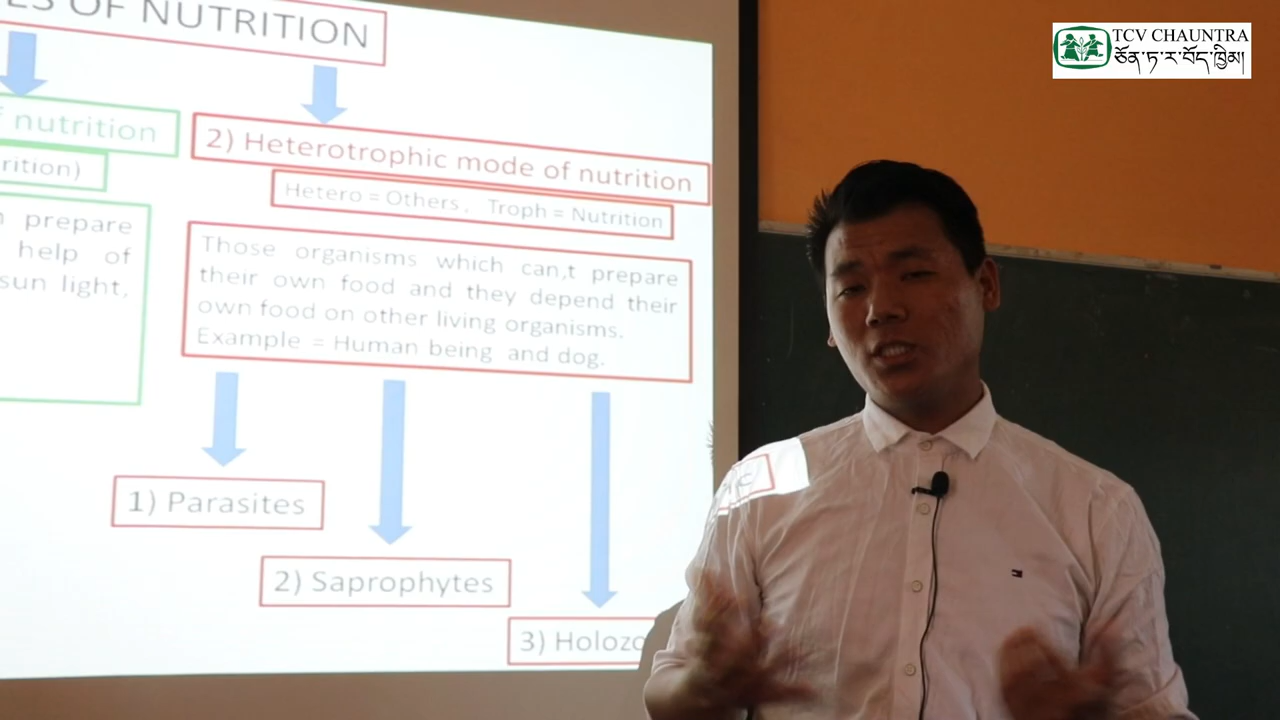 ES OF NUTRITION
f nutrition
rition)
prepare
help of
sun light,
2) Heterotrophic mode of nutrition
Hetero = Others, Troph = Nutrition
Those organisms which can,t prepare
their own food and they depend their
own food on other living organisms.
Example = Human being and dog.
1) Parasites
2) Saprophytes
3) Holozo
ic
TCV CHAUNTRA
ཅོན་ཏ་ར་བོད་ཁྱིམ།